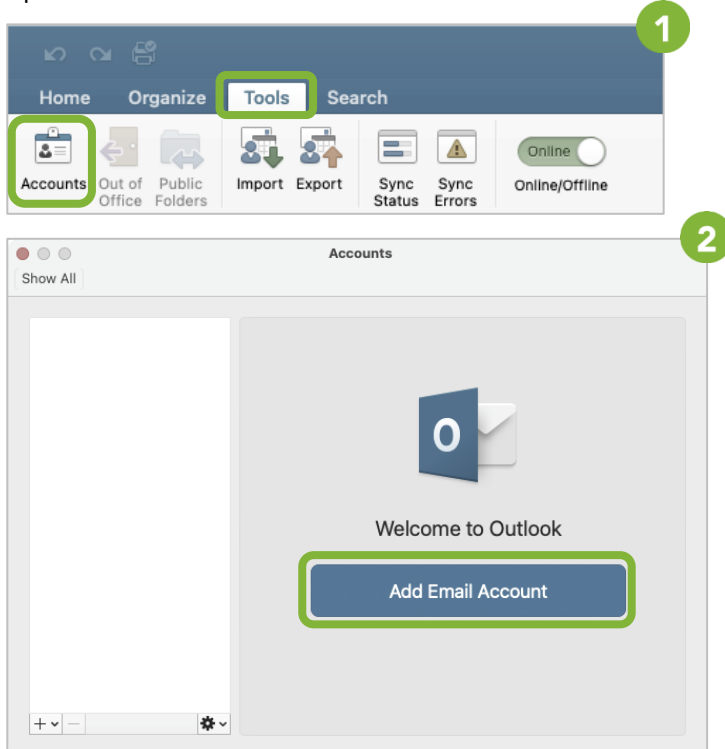 1
Home Organize Tools Search
Accounts Out of Public Import Export Sync Sync Online
Office Folders Status Errors Online/Offline
2
Accounts
Show All
O
Welcome to Outlook
Add Email Account